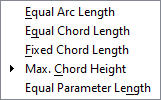 Equal Arc Length
Equal Chord Length
Fixed Chord Length
Max. Chord Height
Equal Parameter Length